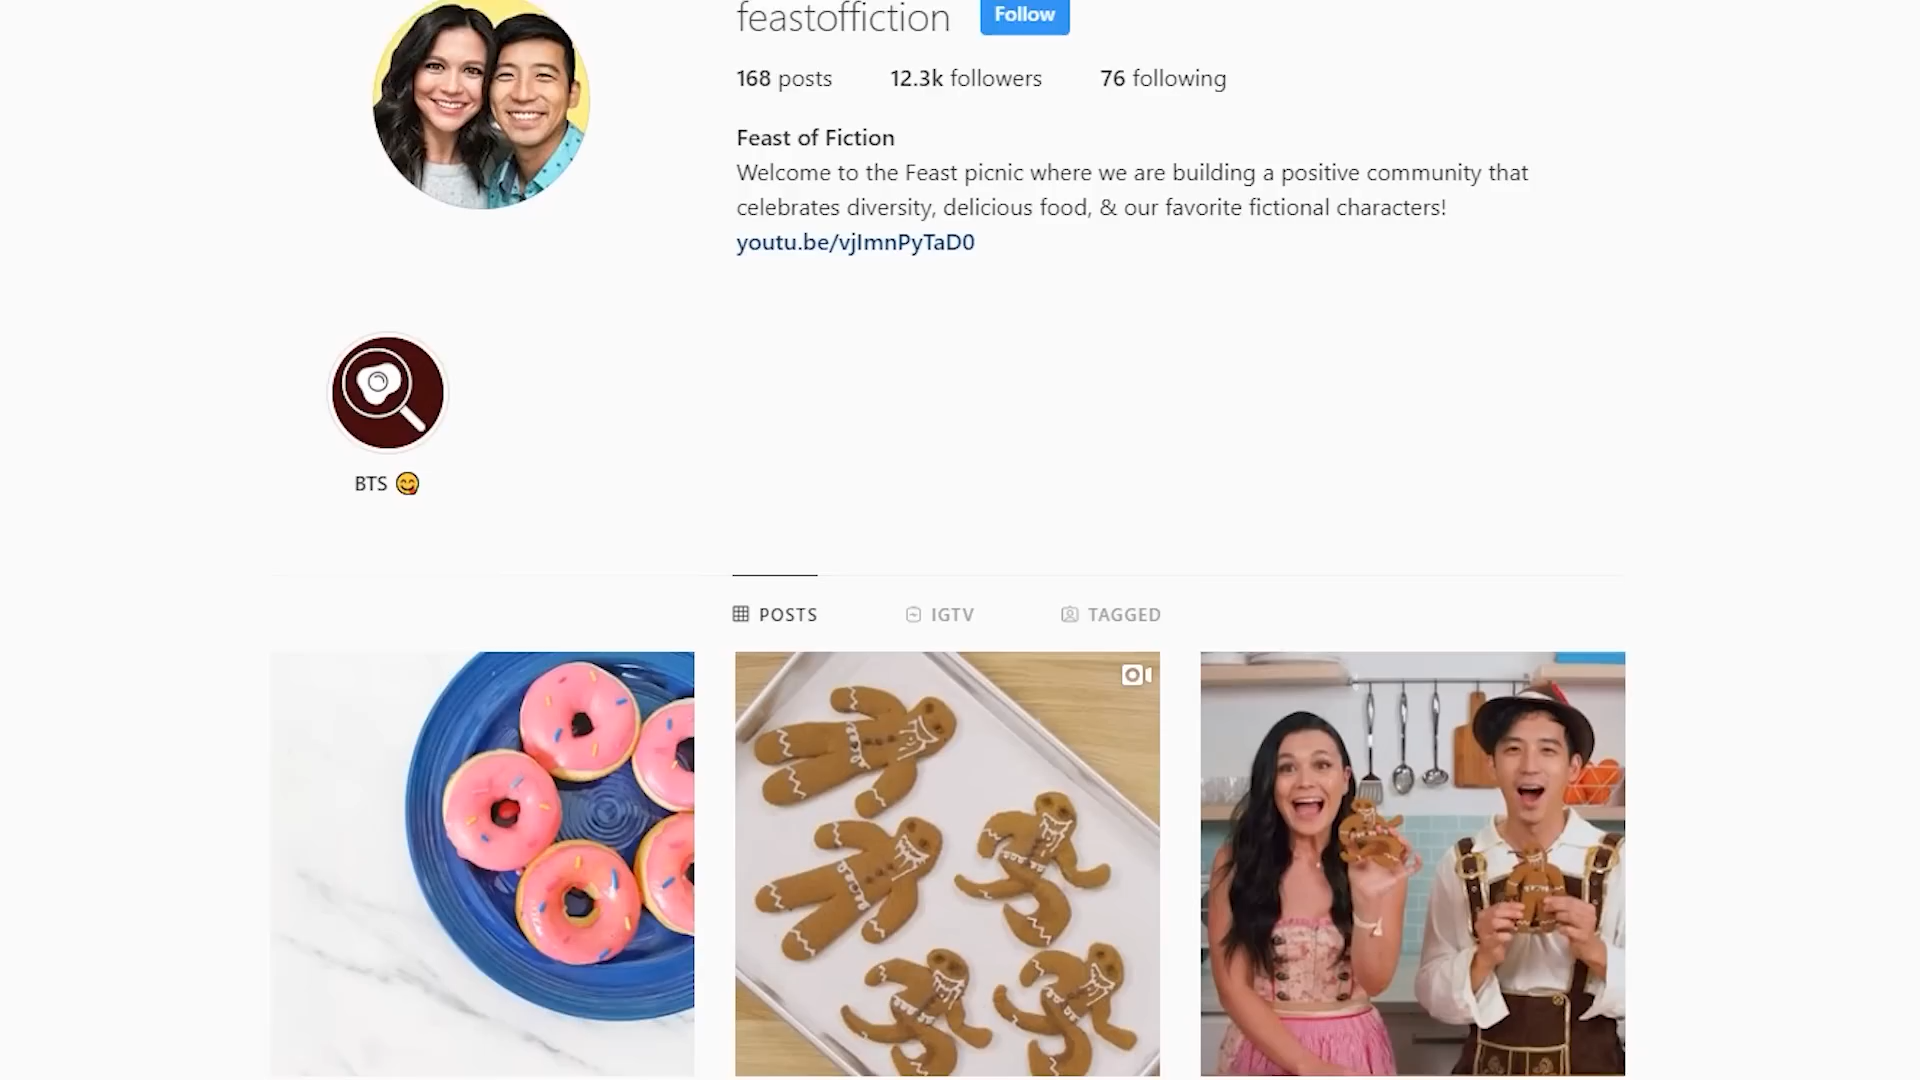 feastoffiction Follow
168 posts 12.3k followers 76 following
Feast of Fiction
Welcome to the Feast picnic where we are building a positive community that
celebrates diversity, delicious food, & our favorite fictional characters!
youtu.be/vjImnPyTaD0
BTS 😋
POSTS IGTV TAGGED